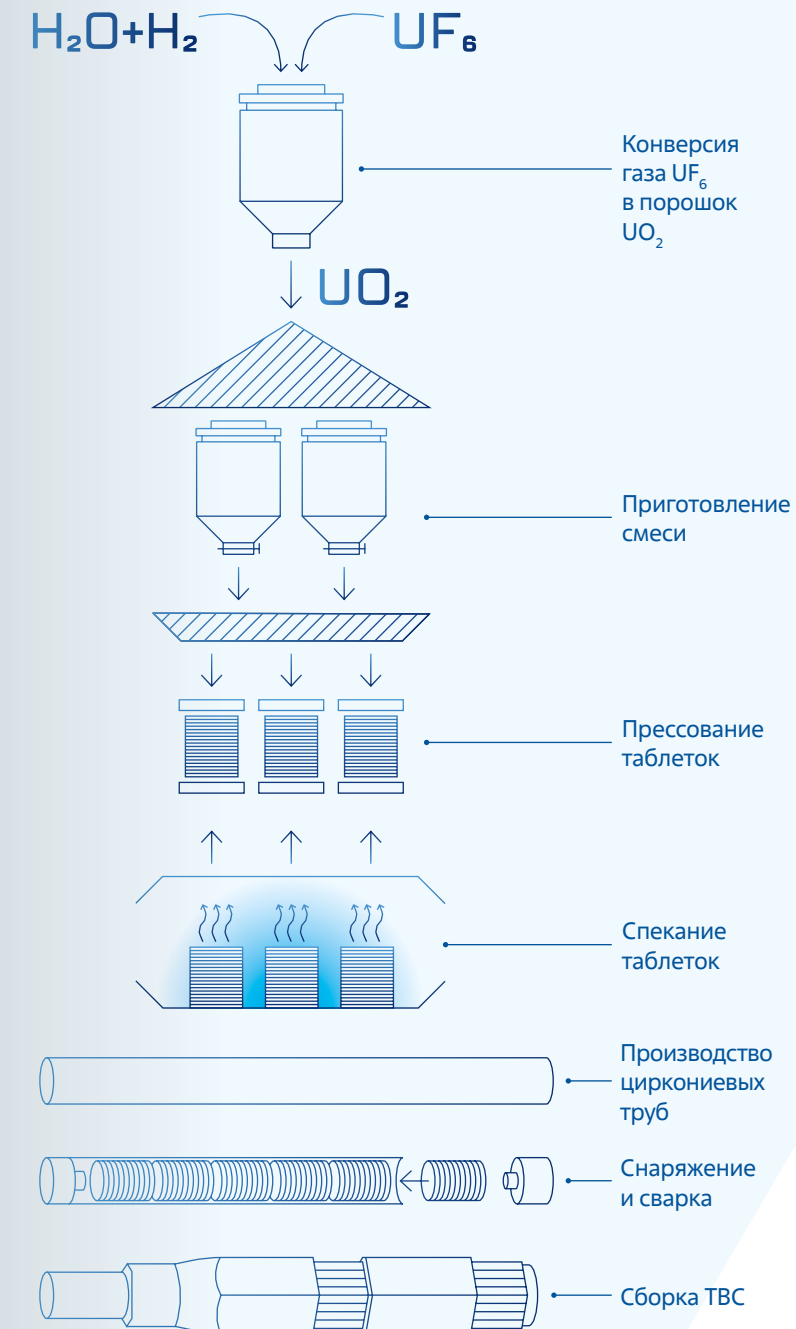 H₂O+H₂
UF₆
Конверсия
газа UF₆
в порошок
UO₂
UO₂
Приготовление
смеси
Прессование
таблеток
Спекание
таблеток
Производство
циркониевых
труб
Снаряжение
и сварка
Сборка ТВС